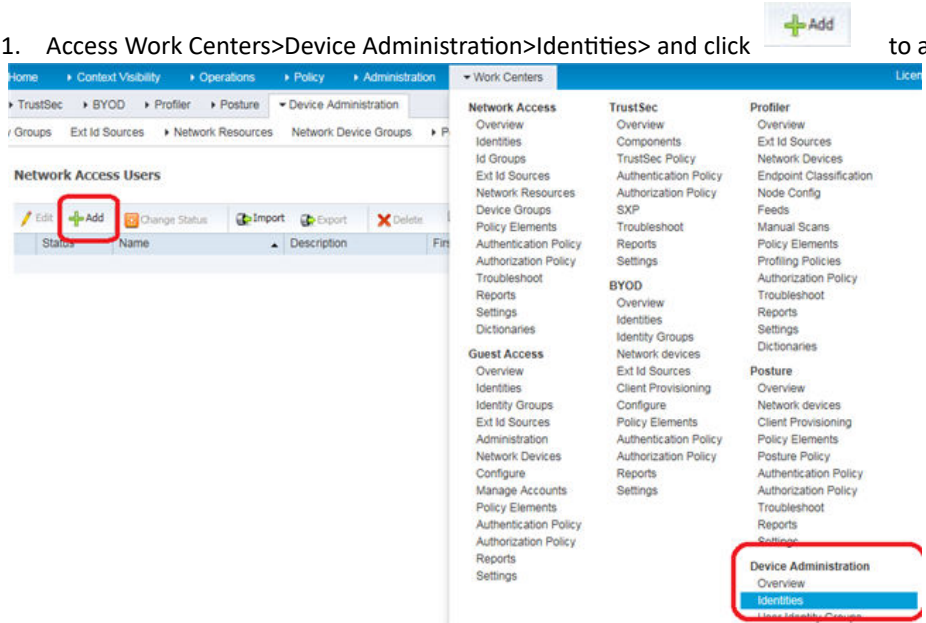 Add
1. Access Work Centers>Device Administration>Identities> and click to a
Home Context Visibility Operations Policy Administration Work Centers Licen
TrustSec BYOD Profiler Posture Device Administration
Groups Ext Id Sources Network Resources Network Device Groups P
Network Access Users
Edit Add Change Status Import Export Delete
Status Name Description Firs
Network Access
Overview
Identities
Id Groups
Ext Id Sources
Network Resources
Device Groups
Policy Elements
Authentication Policy
Authorization Policy
Troubleshoot
Reports
Settings
Dictionaries
Guest Access
Overview
Identities
Identity Groups
Ext Id Sources
Administration
Network Devices
Configure
Manage Accounts
Policy Elements
Authentication Policy
Authorization Policy
Reports
Settings
TrustSec
Overview
Components
TrustSec Policy
Authentication Policy
Authorization Policy
SXP
Troubleshoot
Reports
Settings
BYOD
Overview
Identities
Identity Groups
Network devices
Ext Id Sources
Client Provisioning
Configure
Policy Elements
Authentication Policy
Authorization Policy
Reports
Settings
Profiler
Overview
Ext Id Sources
Network Devices
Endpoint Classification
Node Config
Feeds
Manual Scans
Policy Elements
Profiling Policies
Authorization Policy
Troubleshoot
Reports
Settings
Dictionaries
Posture
Overview
Network devices
Client Provisioning
Policy Elements
Posture Policy
Authentication Policy
Authorization Policy
Troubleshoot
Reports
Settings
Device Administration
Overview
Identities
User Identity Groups